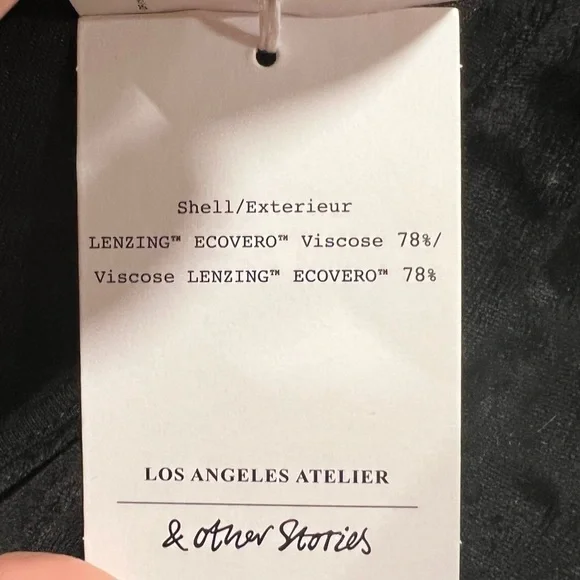 Shell/Exterieur
LENZING™ ECOVERO™ Viscose 78%/
Viscose LENZING™ ECOVERO™ 78%
LOS ANGELES ATELIER
& other Stories